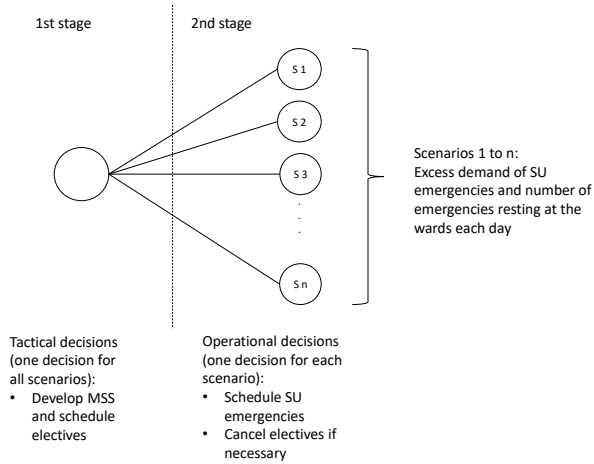 1st stage
2nd stage
S 1
S 2
S 3
.
.
.
S n
Scenarios 1 to n:
Excess demand of SU
emergencies and number of
emergencies resting at the
wards each day
Tactical decisions
(one decision for
all scenarios):
• Develop MSS
and schedule
electives
Operational decisions
(one decision for each
scenario):
• Schedule SU
emergencies
• Cancel electives if
necessary